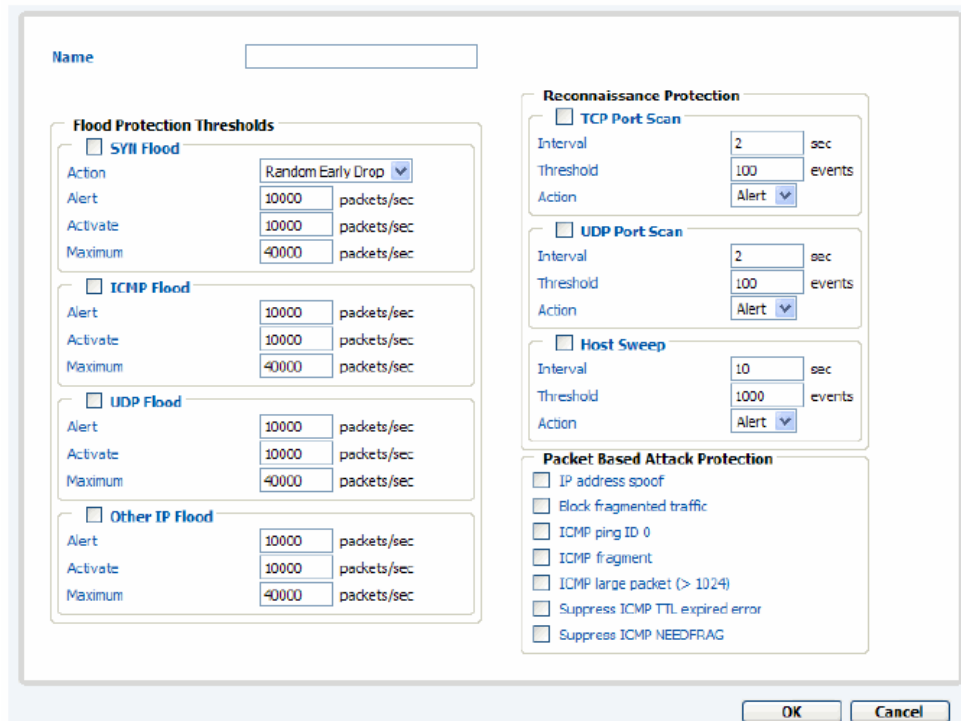 Name
Flood Protection Thresholds
SYN Flood
Action Random Early Drop
Alert 10000 packets/sec
Activate 10000 packets/sec
Maximum 40000 packets/sec
ICMP Flood
Alert 10000 packets/sec
Activate 10000 packets/sec
Maximum 40000 packets/sec
UDP Flood
Alert 10000 packets/sec
Activate 10000 packets/sec
Maximum 40000 packets/sec
Other IP Flood
Alert 10000 packets/sec
Activate 10000 packets/sec
Maximum 40000 packets/sec
Reconnaissance Protection
TCP Port Scan
Interval 2 sec
Threshold 100 events
Action Alert
UDP Port Scan
Interval 2 sec
Threshold 100 events
Action Alert
Host Sweep
Interval 10 sec
Threshold 1000 events
Action Alert
Packet Based Attack Protection
IP address spoof
Block fragmented traffic
ICMP ping ID 0
ICMP fragment
ICMP large packet (> 1024)
Suppress ICMP TTL expired error
Suppress ICMP NEEDFRAG
OK Cancel